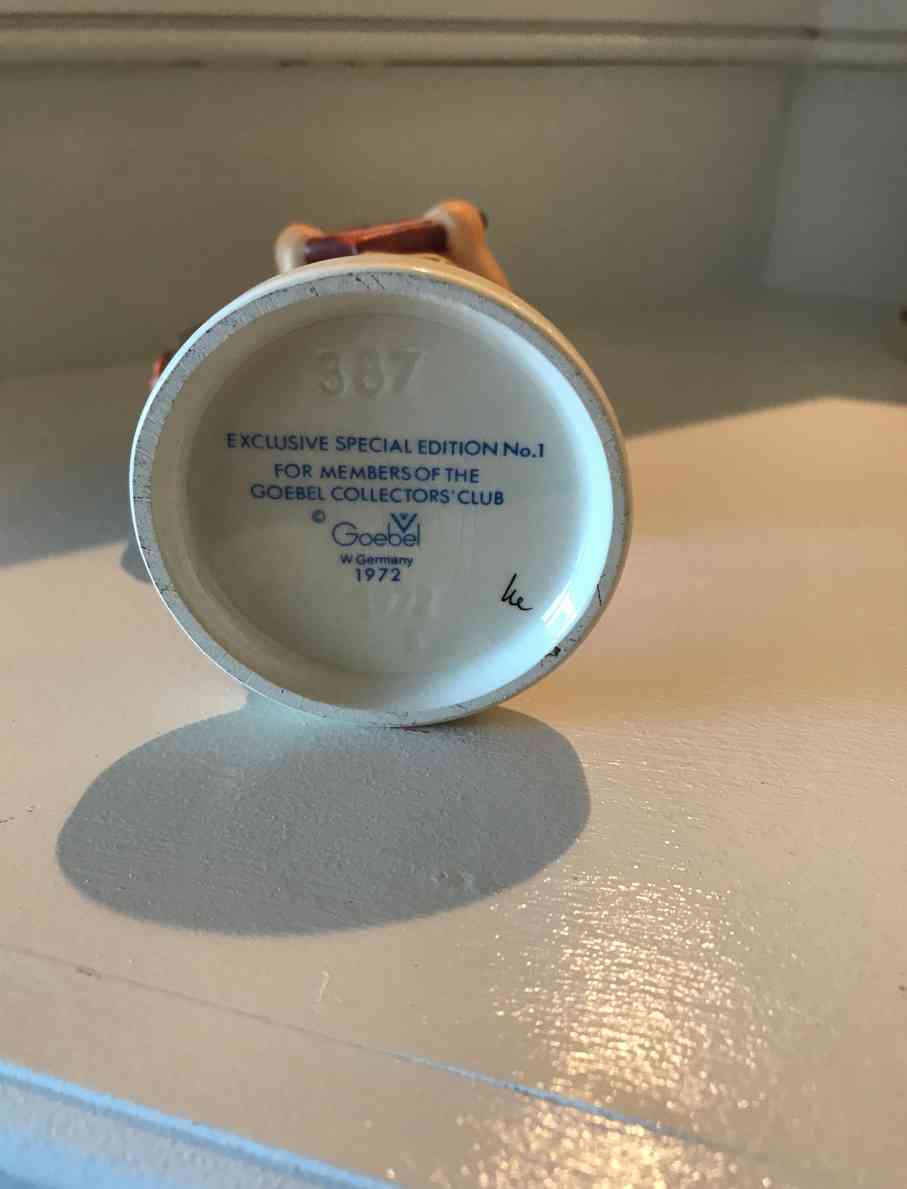 387
EXCLUSIVE SPECIAL EDITION No.1
FOR MEMBERS OF THE
GOEBEL COLLECTORS' CLUB
© Goebel
W Germany
1972